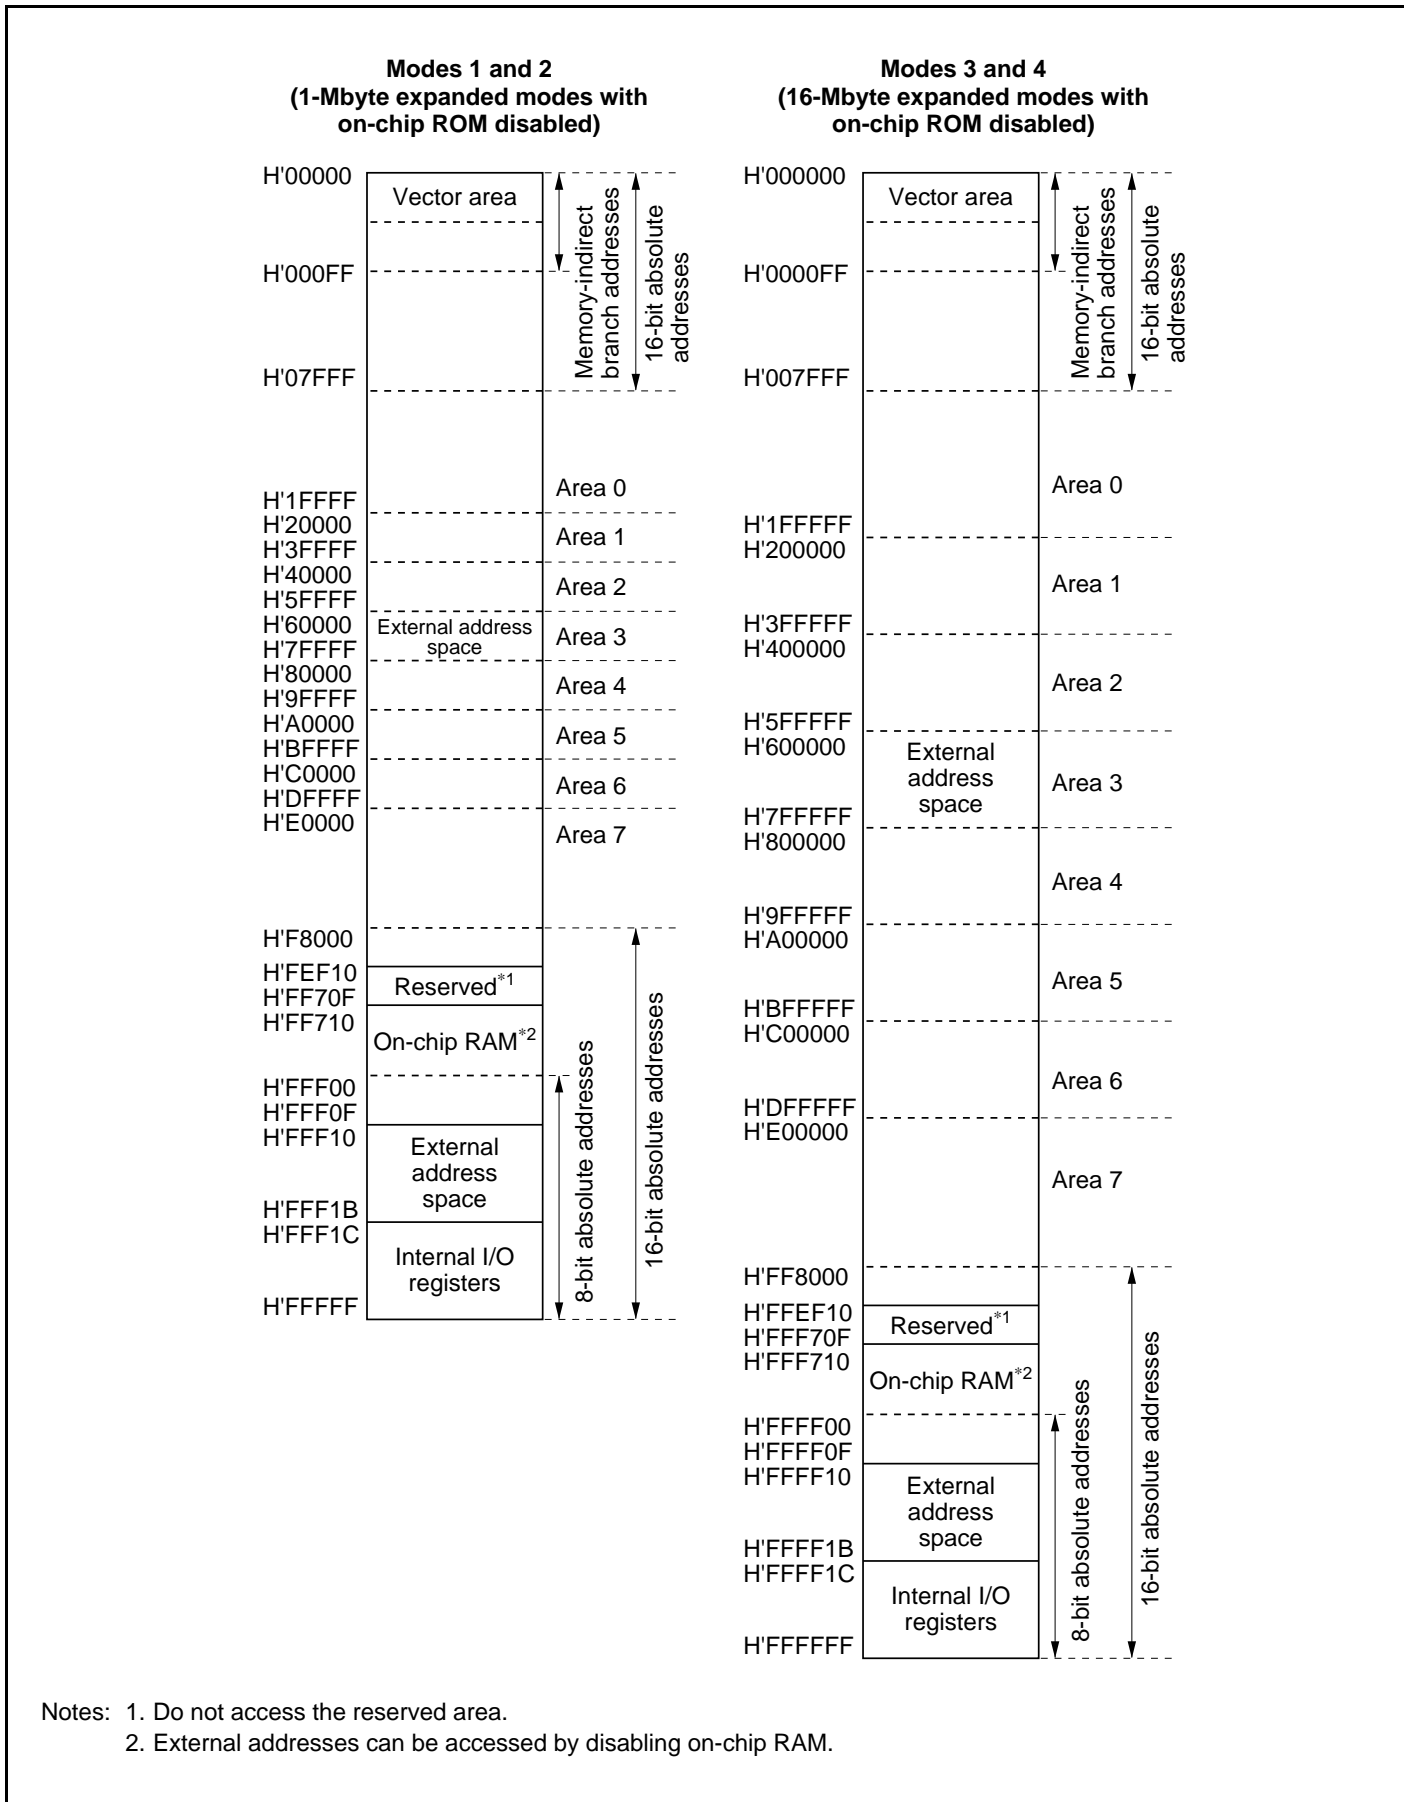 Modes 1 and 2
(1-Mbyte expanded modes with
on-chip ROM disabled)
H'00000
Vector area
H'000FF
H'07FFF
Memory-indirect
branch addresses
16-bit absolute
addresses
H'1FFFF
Area 0
H'20000
H'3FFFF
Area 1
H'40000
H'5FFFF
Area 2
H'60000
H'7FFFF
External address
space
Area 3
H'80000
H'9FFFF
Area 4
H'A0000
H'BFFFF
Area 5
H'C0000
H'DFFFF
Area 6
H'E0000
Area 7
H'F8000
H'FEF10
Reserved*1
H'FF70F
H'FF710
On-chip RAM*2
H'FFF00
H'FFF0F
H'FFF10
External
address
space
H'FFF1B
H'FFF1C
Internal I/O
registers
H'FFFFF
8-bit absolute addresses
16-bit absolute addresses
Modes 3 and 4
(16-Mbyte expanded modes with
on-chip ROM disabled)
H'000000
Vector area
H'0000FF
H'007FFF
Memory-indirect
branch addresses
16-bit absolute
addresses
Area 0
H'1FFFFF
H'200000
Area 1
H'3FFFFF
H'400000
Area 2
H'5FFFFF
H'600000
External
address
space
Area 3
H'7FFFFF
H'800000
Area 4
H'9FFFFF
H'A00000
Area 5
H'BFFFFF
H'C00000
Area 6
H'DFFFFF
H'E00000
Area 7
H'FF8000
H'FFEF10
Reserved*1
H'FFF70F
H'FFF710
On-chip RAM*2
H'FFFF00
H'FFFF0F
H'FFFF10
External
address
space
H'FFFF1B
H'FFFF1C
Internal I/O
registers
H'FFFFFF
8-bit absolute addresses
16-bit absolute addresses
Notes: 1. Do not access the reserved area.
2. External addresses can be accessed by disabling on-chip RAM.